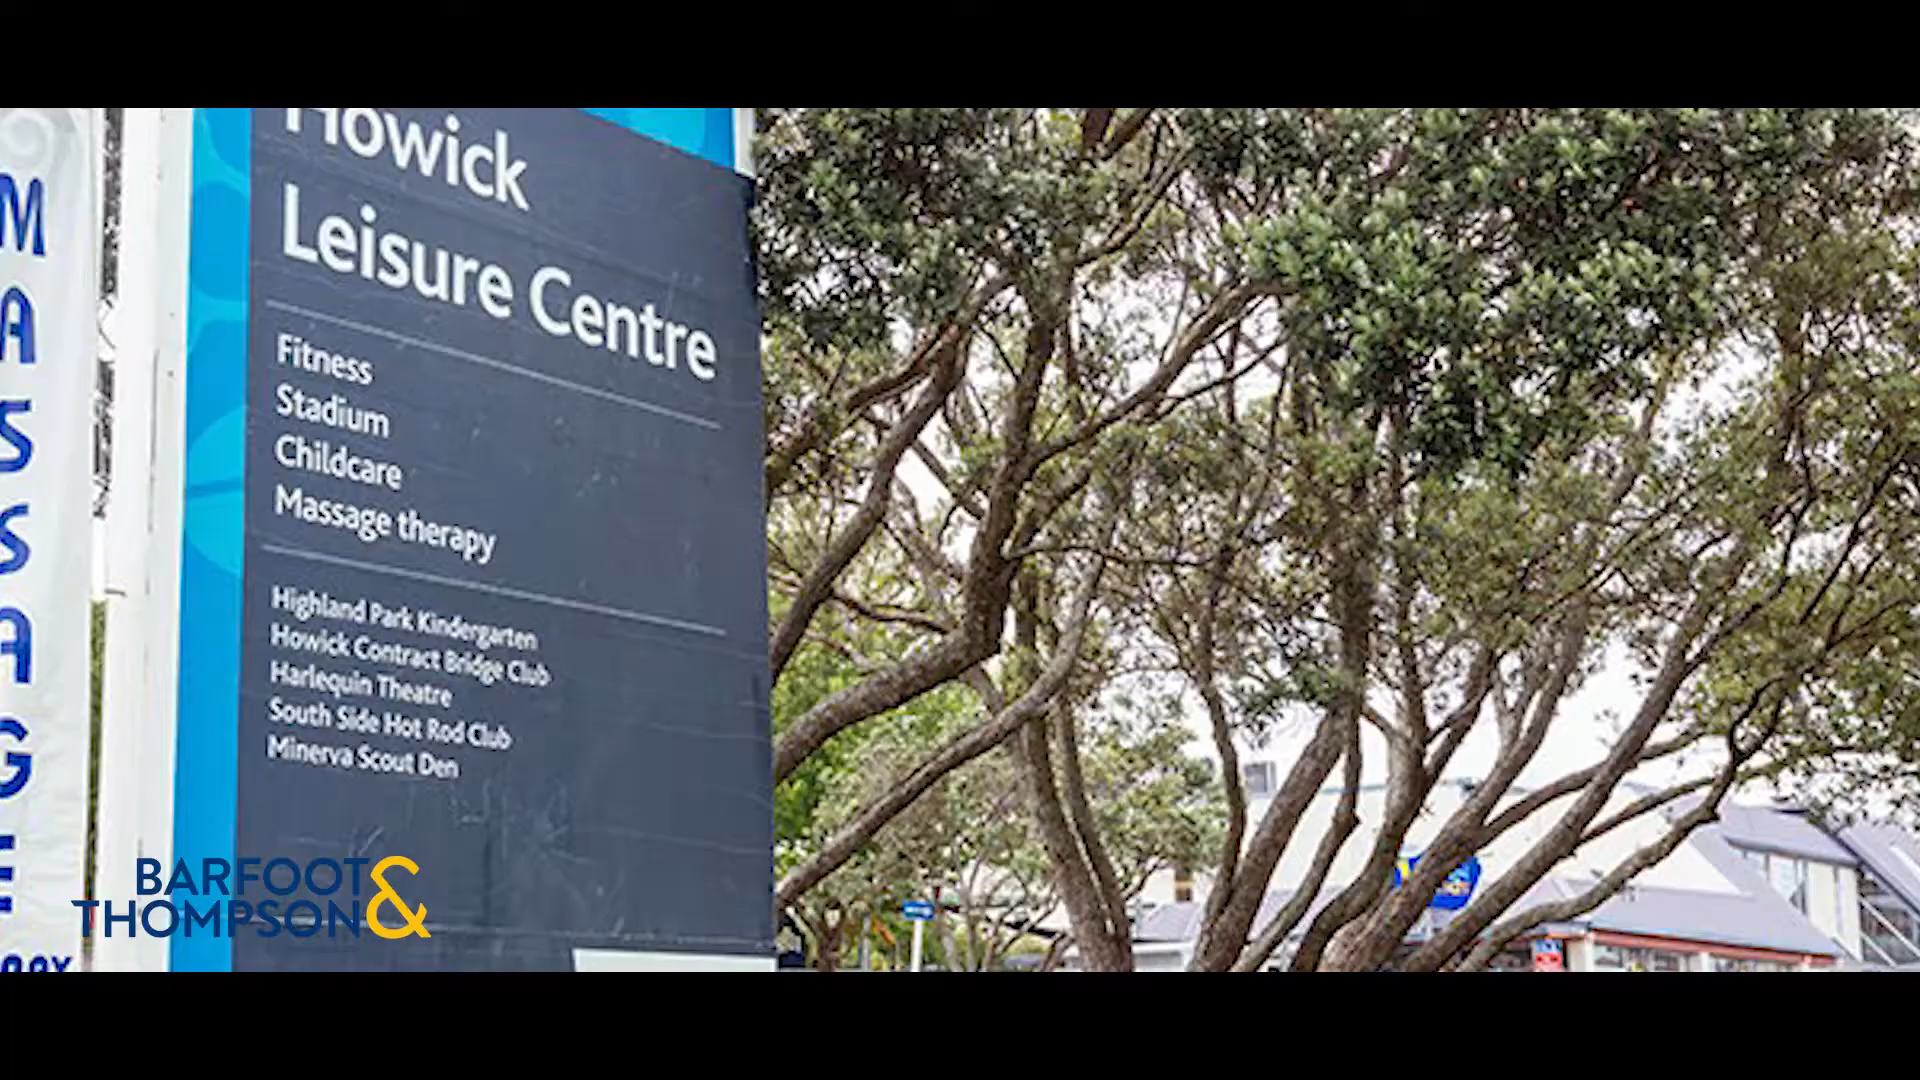 MASSAGE
Howick
Leisure Centre
Fitness
Stadium
Childcare
Massage therapy
Highland Park Kindergarten
Howick Contract Bridge Club
Harlequin Theatre
South Side Hot Rod Club
Minerva Scout Den
BARFOOT &
THOMPSON